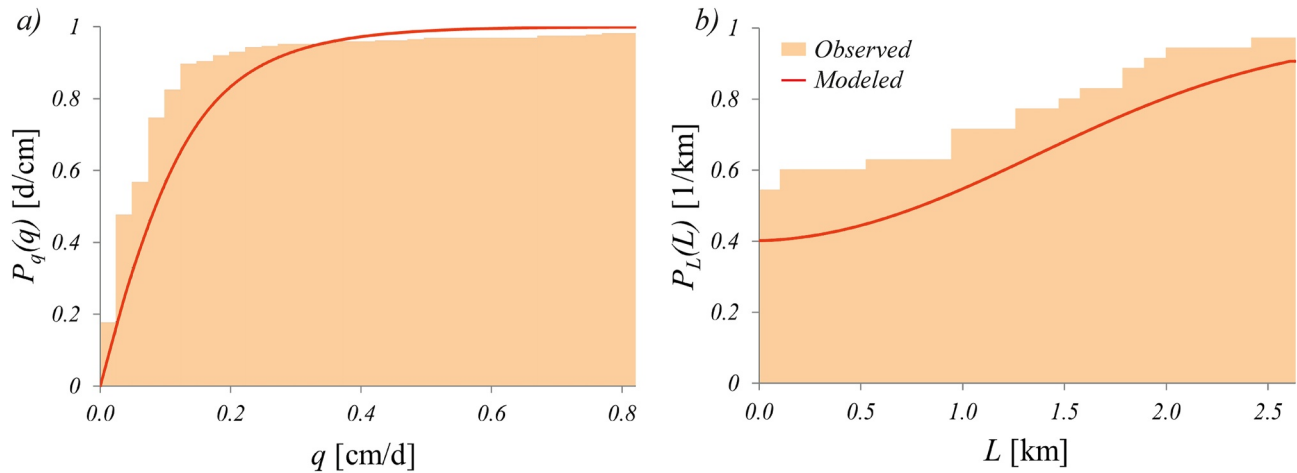 a)
1
0.8
0.6
0.4
0.2
0
P_q(q) [d/cm]
0.0 0.2 0.4 0.6 0.8
q [cm/d]
b)
1
0.8
0.6
0.4
0.2
0
P_L(L) [1/km]
Observed
Modeled
0.0 0.5 1.0 1.5 2.0 2.5
L [km]